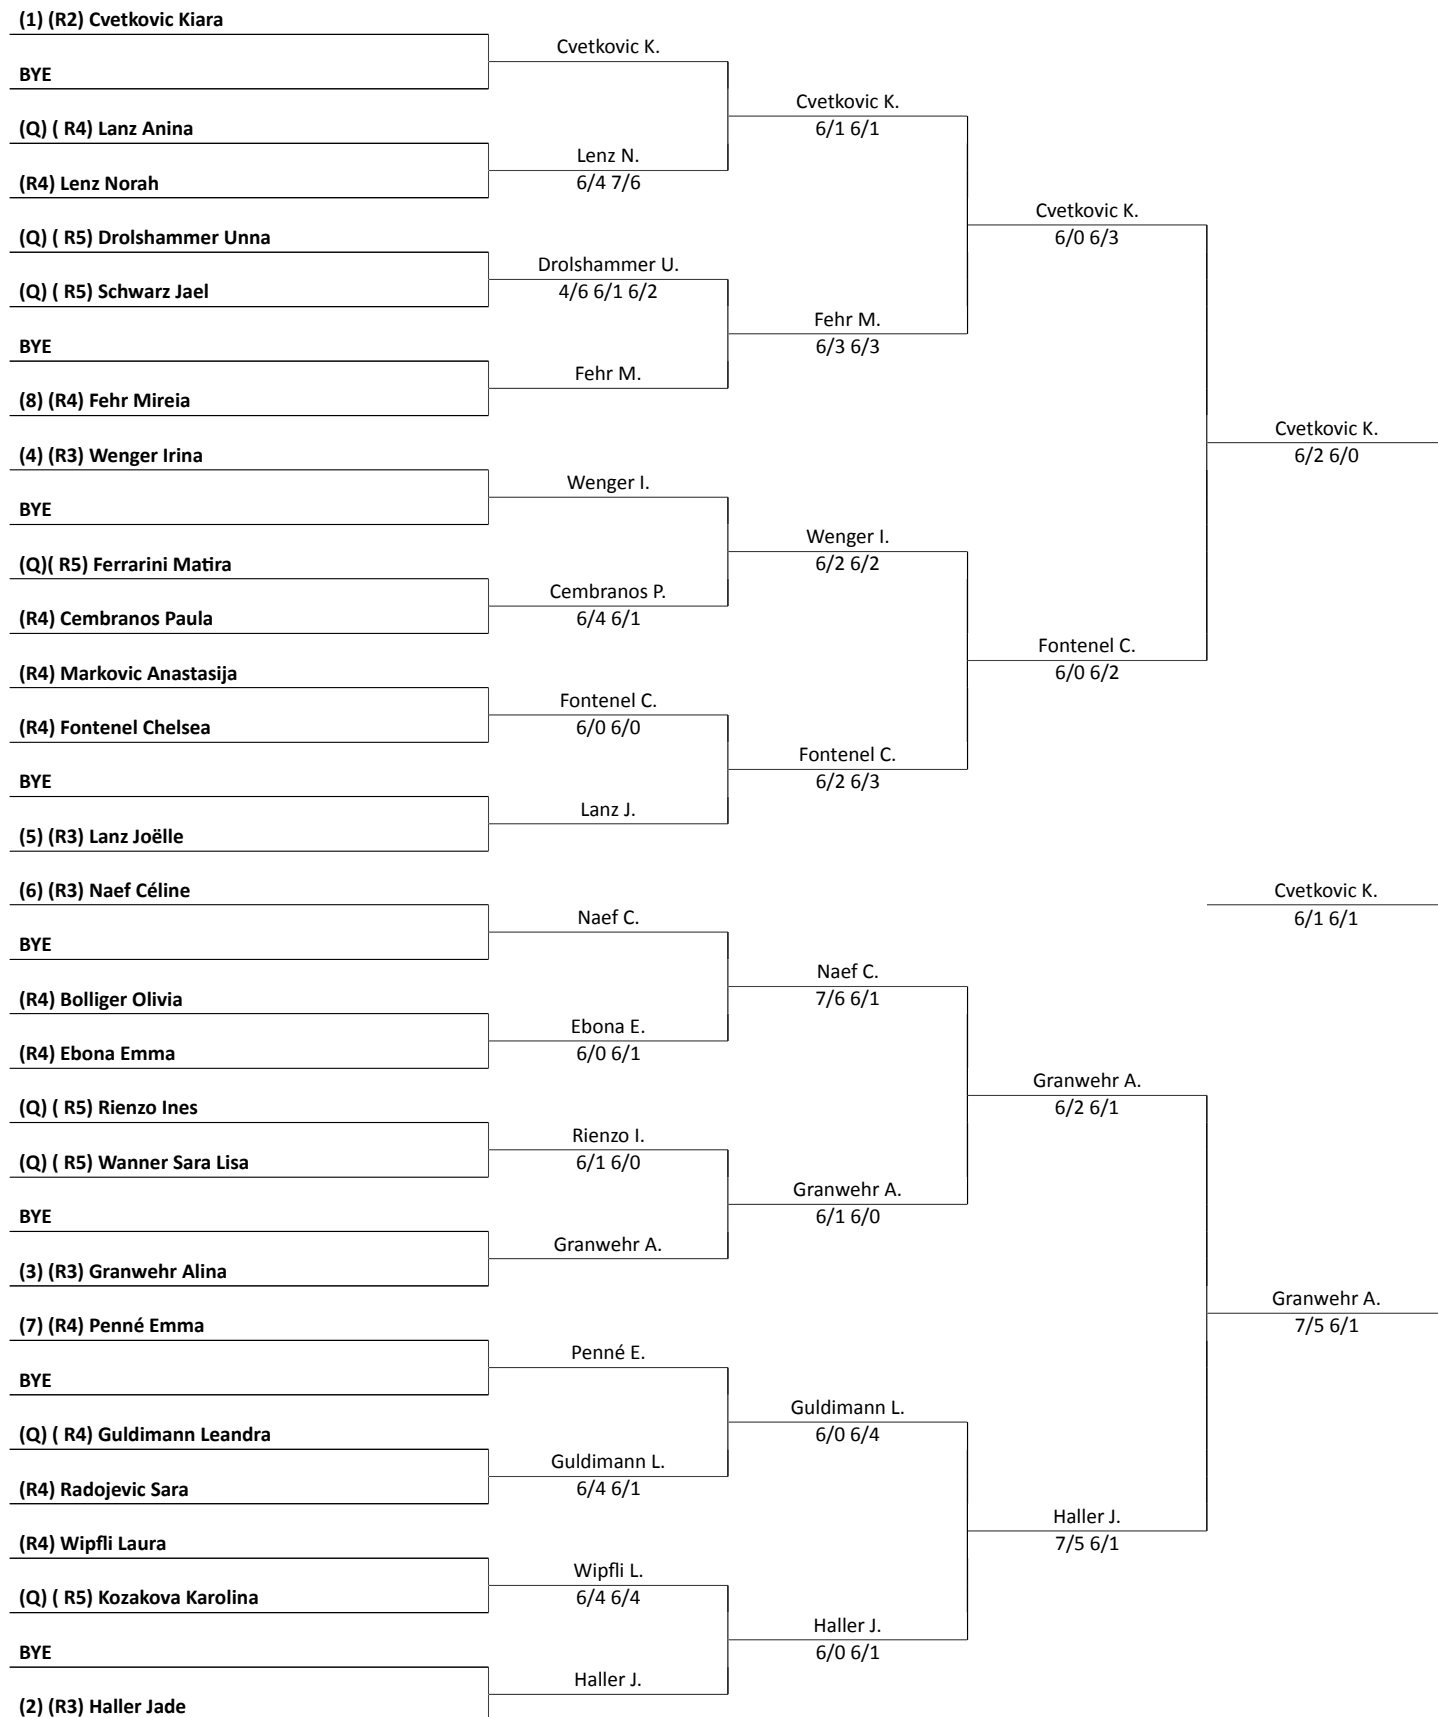 (1) (R2) Cvetkovic Kiara
Cvetkovic K.
BYE
Cvetkovic K.
6/1 6/1
(Q) ( R4) Lanz Anina
Lenz N.
6/4 7/6
(R4) Lenz Norah
Cvetkovic K.
6/0 6/3
(Q) ( R5) Drolshammer Unna
Drolshammer U.
4/6 6/1 6/2
(Q) ( R5) Schwarz Jael
Fehr M.
6/3 6/3
BYE
Fehr M.
(8) (R4) Fehr Mireia
Cvetkovic K.
6/2 6/0
(4) (R3) Wenger Irina
Wenger I.
BYE
Wenger I.
6/2 6/2
(Q)( R5) Ferrarini Matira
Cembranos P.
6/4 6/1
(R4) Cembranos Paula
Fontenel C.
6/0 6/2
(R4) Markovic Anastasija
Fontenel C.
6/0 6/0
(R4) Fontenel Chelsea
Fontenel C.
6/2 6/3
BYE
Lanz J.
(5) (R3) Lanz Joëlle
(6) (R3) Naef Céline
Cvetkovic K.
6/1 6/1
Naef C.
BYE
Naef C.
7/6 6/1
(R4) Bolliger Olivia
Ebona E.
6/0 6/1
(R4) Ebona Emma
Granwehr A.
6/2 6/1
(Q) ( R5) Rienzo Ines
Rienzo I.
6/1 6/0
(Q) ( R5) Wanner Sara Lisa
Granwehr A.
6/1 6/0
BYE
Granwehr A.
(3) (R3) Granwehr Alina
Granwehr A.
7/5 6/1
(7) (R4) Penné Emma
Penné E.
BYE
Guldimann L.
6/0 6/4
(Q) ( R4) Guldimann Leandra
Guldimann L.
6/4 6/1
(R4) Radojevic Sara
Haller J.
7/5 6/1
(R4) Wipfli Laura
Wipfli L.
6/4 6/4
(Q) ( R5) Kozakova Karolina
Haller J.
6/0 6/1
BYE
Haller J.
(2) (R3) Haller Jade